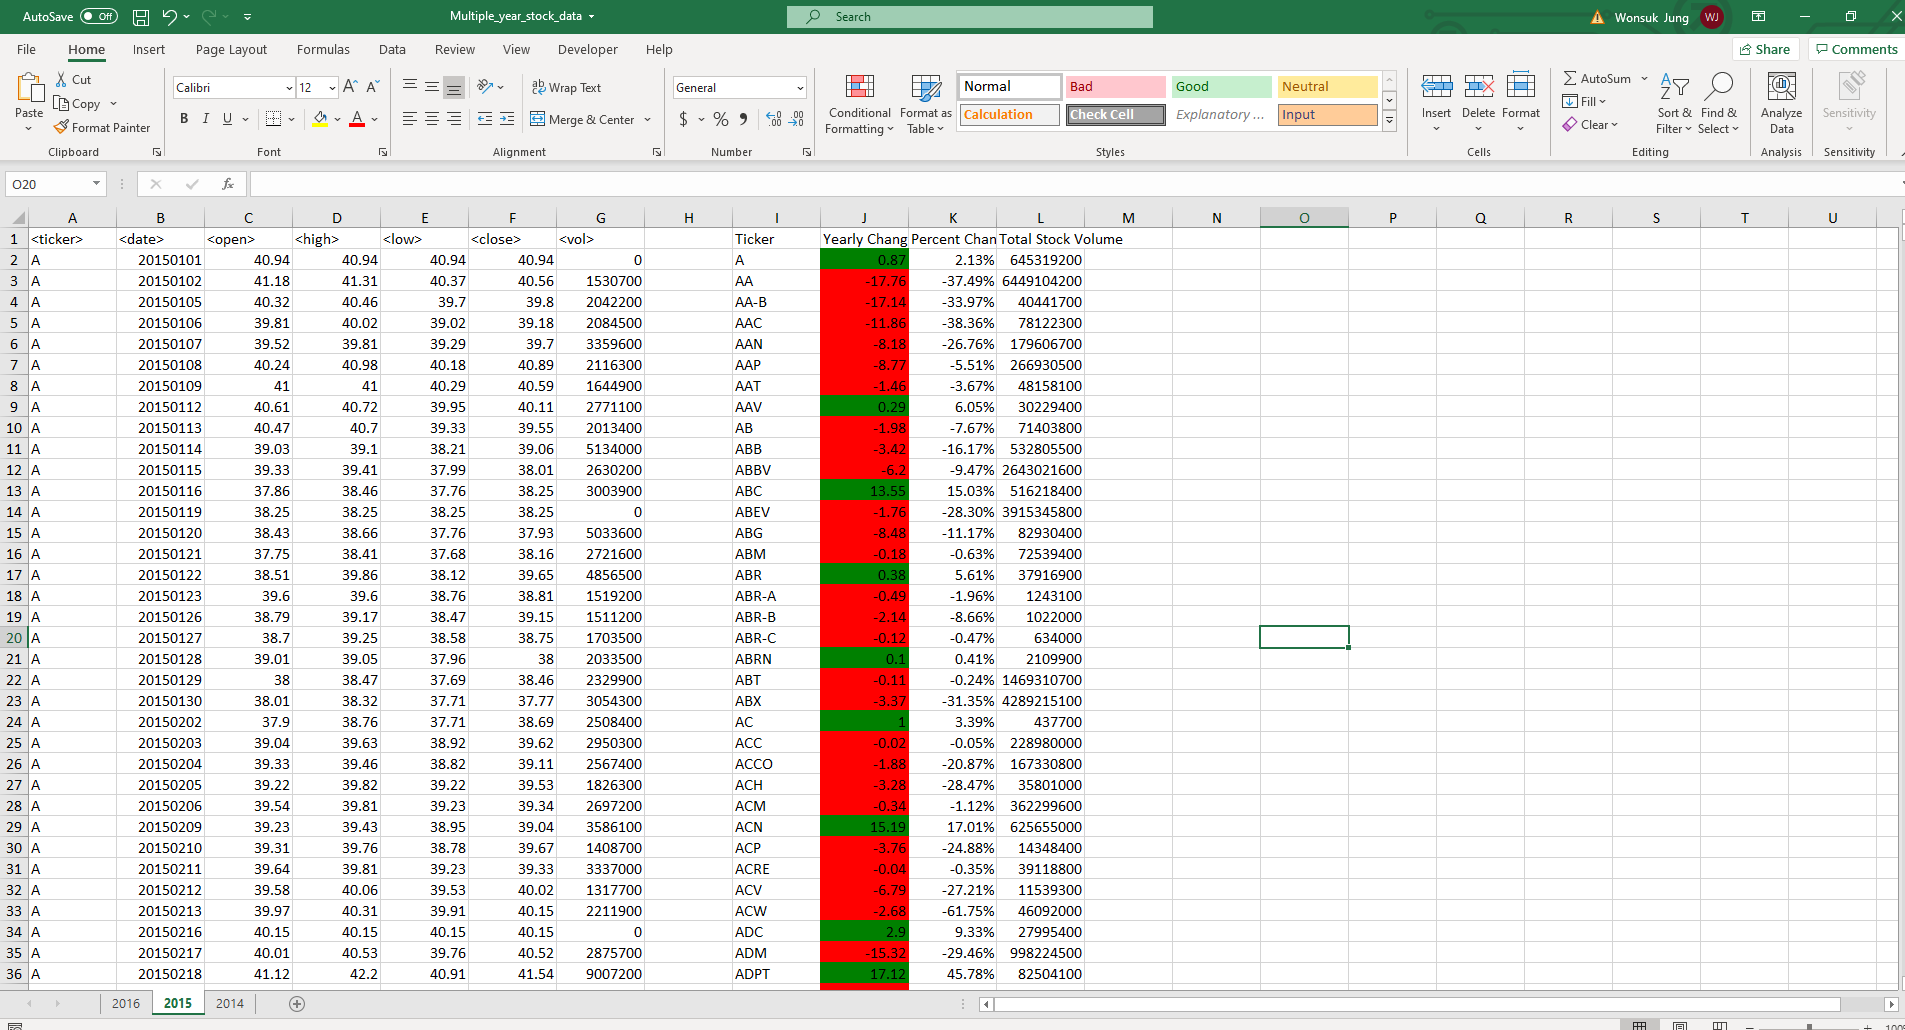 AutoSave Off Multiple_year_stock_data Search Wonsuk Jung WJ
File Home Insert Page Layout Formulas Data Review View Developer Help Share Comments
Paste Cut Copy Format Painter Clipboard
Calibri 12 B I U A Font
Wrap Text Merge & Center Alignment
General $ % , Number
Conditional Formatting Format as Table
Normal Bad Good Neutral
Calculation Check Cell Explanatory ... Input
Styles
Insert Delete Format Cells
AutoSum Fill Clear Sort & Filter Find & Select Editing
Analyze Data Analysis
Sensitivity Sensitivity
O20 fx
A B C D E F G H I J K L M N O P Q R S T U
1 <ticker> <date> <open> <high> <low> <close> <vol> Ticker Yearly Chang Percent Chan Total Stock Volume
2 A 20150101 40.94 40.94 40.94 40.94 0 A 0.87 2.13% 645319200
3 A 20150102 41.18 41.31 40.37 40.56 1530700 AA -17.76 -37.49% 6449104200
4 A 20150105 40.32 40.46 39.7 39.8 2042200 AA-B -17.14 -33.97% 40441700
5 A 20150106 39.81 40.02 39.02 39.18 2084500 AAC -11.86 -38.36% 78122300
6 A 20150107 39.52 39.81 39.29 39.7 3359600 AAN -8.18 -26.76% 179606700
7 A 20150108 40.24 40.98 40.18 40.89 2116300 AAP -8.77 -5.51% 266930500
8 A 20150109 41 41 40.29 40.59 1644900 AAT -1.46 -3.67% 48158100
9 A 20150112 40.61 40.72 39.95 40.11 2771100 AAV 0.29 6.05% 30229400
10 A 20150113 40.47 40.7 39.33 39.55 2013400 AB -1.98 -7.67% 71403800
11 A 20150114 39.03 39.1 38.21 39.06 5134000 ABB -3.42 -16.17% 532805500
12 A 20150115 39.33 39.41 37.99 38.01 2630200 ABBV -6.2 -9.47% 2643021600
13 A 20150116 37.86 38.46 37.76 38.25 3003900 ABC 13.55 15.03% 516218400
14 A 20150119 38.25 38.25 38.25 38.25 0 ABEV -1.76 -28.30% 3915345800
15 A 20150120 38.43 38.66 37.76 37.93 5033600 ABG -8.48 -11.17% 82930400
16 A 20150121 37.75 38.41 37.68 38.16 2721600 ABM -0.18 -0.63% 72539400
17 A 20150122 38.51 39.86 38.12 39.65 4856500 ABR 0.38 5.61% 37916900
18 A 20150123 39.6 39.6 38.76 38.81 1519200 ABR-A -0.49 -1.96% 1243100
19 A 20150126 38.79 39.17 38.47 39.15 1511200 ABR-B -2.14 -8.66% 1022000
20 A 20150127 38.7 39.25 38.58 38.75 1703500 ABR-C -0.12 -0.47% 634000
21 A 20150128 39.01 39.05 37.96 38 2033500 ABRN 0.1 0.41% 2109900
22 A 20150129 38 38.47 37.69 38.46 2329900 ABT -0.11 -0.24% 1469310700
23 A 20150130 38.01 38.32 37.71 37.77 3054300 ABX -3.37 -31.35% 4289215100
24 A 20150202 37.9 38.76 37.71 38.69 2508400 AC 1 3.39% 437700
25 A 20150203 39.04 39.63 38.92 39.62 2950300 ACC -0.02 -0.05% 228980000
26 A 20150204 39.33 39.46 38.82 39.11 2567400 ACCO -1.88 -20.87% 167330800
27 A 20150205 39.22 39.82 39.22 39.53 1826300 ACH -3.28 -28.47% 35801000
28 A 20150206 39.54 39.81 39.23 39.34 2697200 ACM -0.34 -1.12% 362299600
29 A 20150209 39.23 39.43 38.95 39.04 3586100 ACN 15.19 17.01% 625655000
30 A 20150210 39.31 39.76 38.78 39.67 1408700 ACP -3.76 -24.88% 14348400
31 A 20150211 39.64 39.81 39.23 39.33 3337000 ACRE -0.04 -0.35% 39118800
32 A 20150212 39.58 40.06 39.53 40.02 1317700 ACV -6.79 -27.21% 11539300
33 A 20150213 39.97 40.31 39.91 40.15 2211900 ACW -2.68 -61.75% 46092000
34 A 20150216 40.15 40.15 40.15 40.15 0 ADC 2.9 9.33% 27995400
35 A 20150217 40.01 40.53 39.76 40.52 2875700 ADM -15.32 -29.46% 998224500
36 A 20150218 41.12 42.2 40.91 41.54 9007200 ADPT 17.12 45.78% 82504100
2016 2015 2014